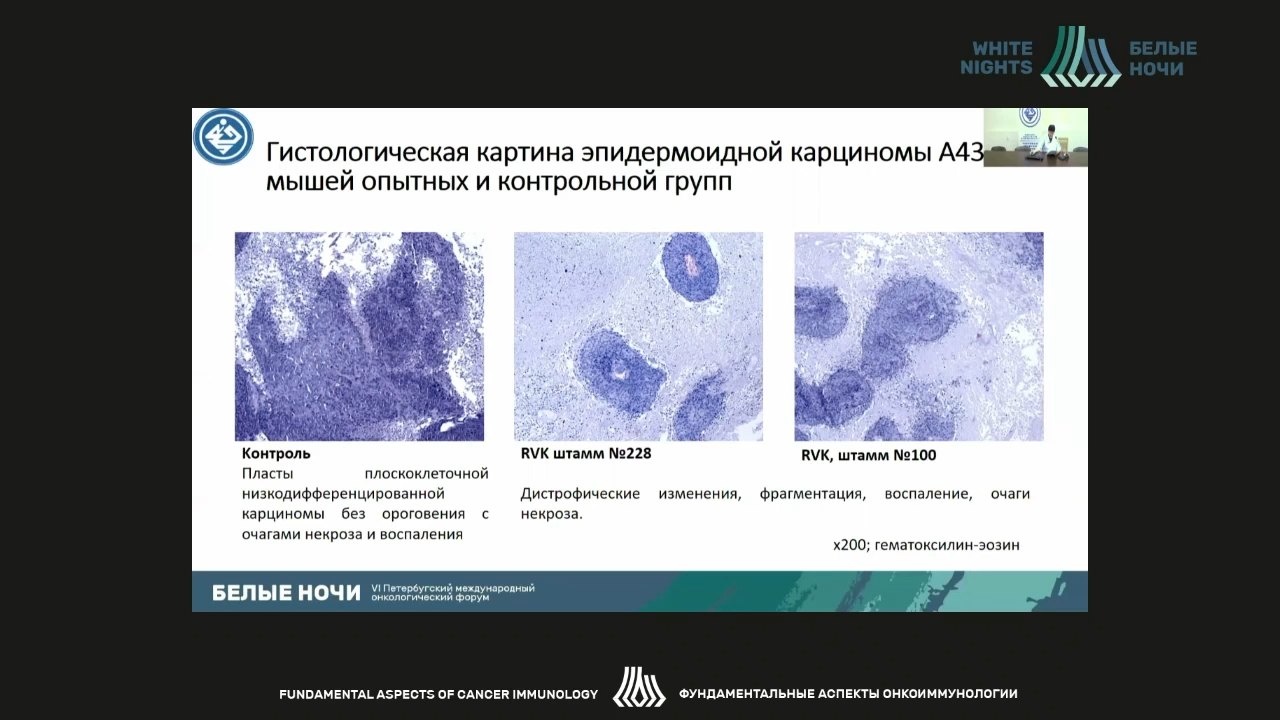 WHITE
NIGHTS
БЕЛЫЕ
НОЧИ
Гистологическая картина эпидермоидной карциномы А43
мышей опытных и контрольной групп
Контроль
Пласты плоскоклеточной
низкодифференцированной
карциномы без ороговения с
очагами некроза и воспаления
RVK штамм №228
RVK, штамм №100
Дистрофические изменения, фрагментация, воспаление, очаги
некроза.
х200; гематоксилин-эозин
БЕЛЫЕ НОЧИ
VI Петербугский международный
онкологический форум
FUNDAMENTAL ASPECTS OF CANCER IMMUNOLOGY
ФУНДАМЕНТАЛЬНЫЕ АСПЕКТЫ ОНКОИММУНОЛОГИИ